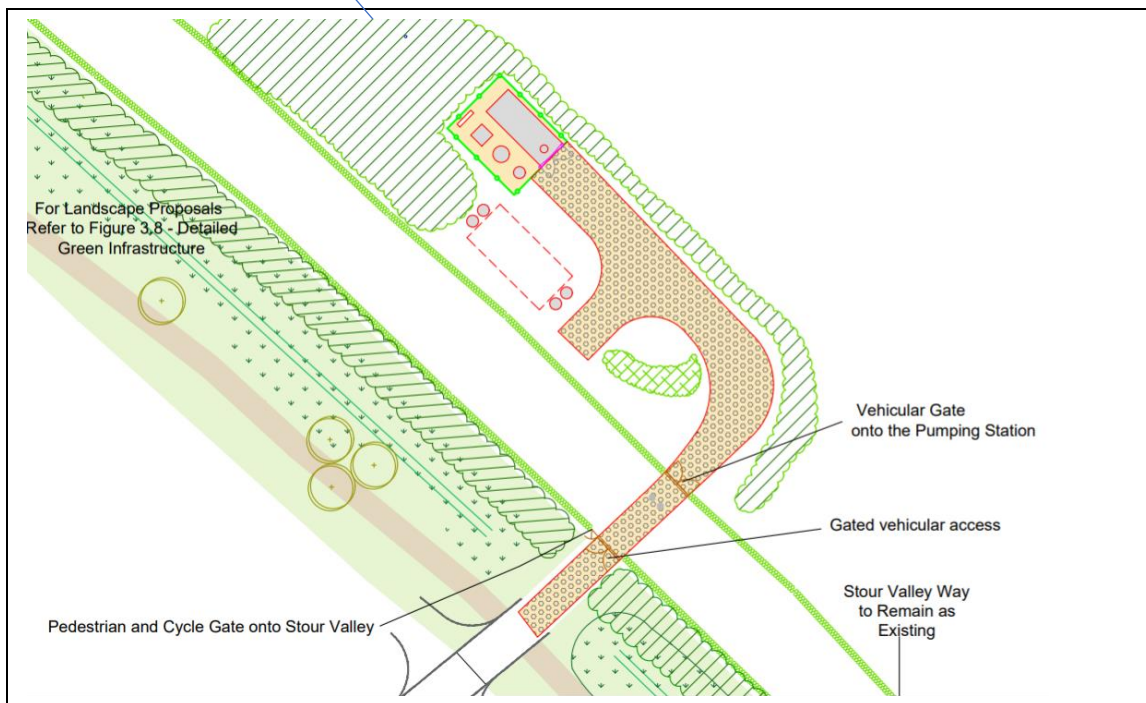 For Landscape Proposals
Refer to Figure 3.8 - Detailed
Green Infrastructure
Vehicular Gate
onto the Pumping Station
Gated vehicular access
Stour Valley Way
to Remain as
Existing
Pedestrian and Cycle Gate onto Stour Valley